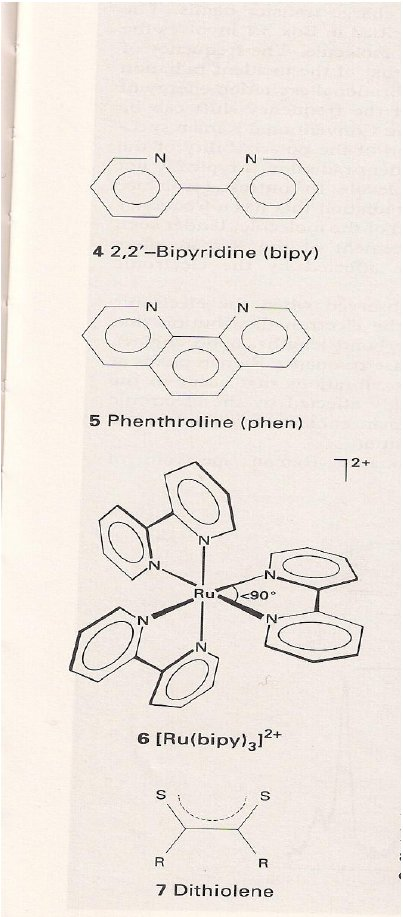 N N
4 2,2'–Bipyridine (bipy)
N N
5 Phenthroline (phen)
2+
N
N N
Ru <90°
N N
N
6 [Ru(bipy)3]2+
S S
R R
7 Dithiolene